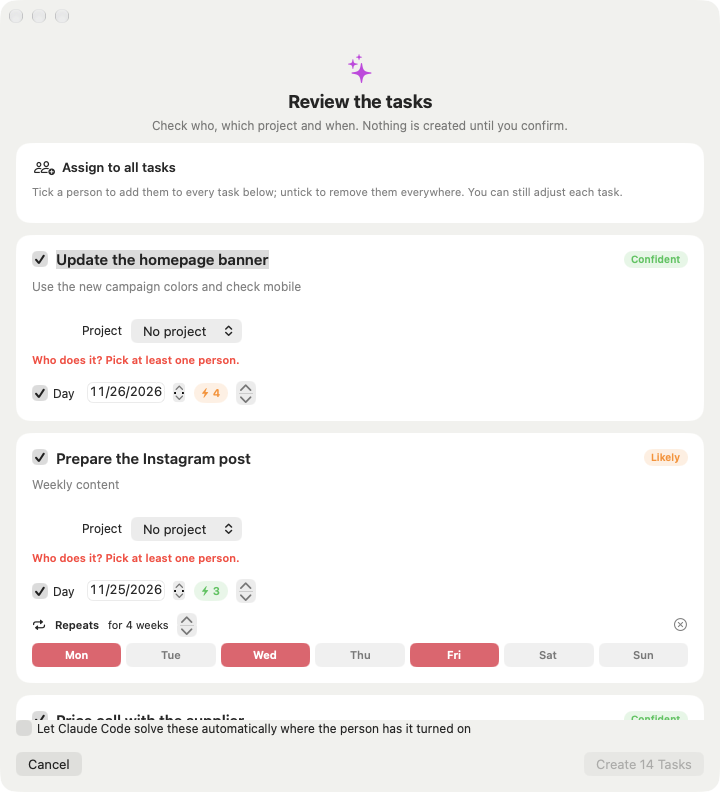 Review the tasks
Check who, which project and when. Nothing is created until you confirm.
Assign to all tasks
Tick a person to add them to every task below; untick to remove them everywhere. You can still adjust each task.
Update the homepage banner
Confident
Use the new campaign colors and check mobile
Project No project
Who does it? Pick at least one person.
Day 11/26/2026 4
Prepare the Instagram post
Likely
Weekly content
Project No project
Who does it? Pick at least one person.
Day 11/25/2026 3
Repeats for 4 weeks
Mon Tue Wed Thu Fri Sat Sun
Price call with the supplier
Confident
Let Claude Code solve these automatically where the person has it turned on
Cancel
Create 14 Tasks